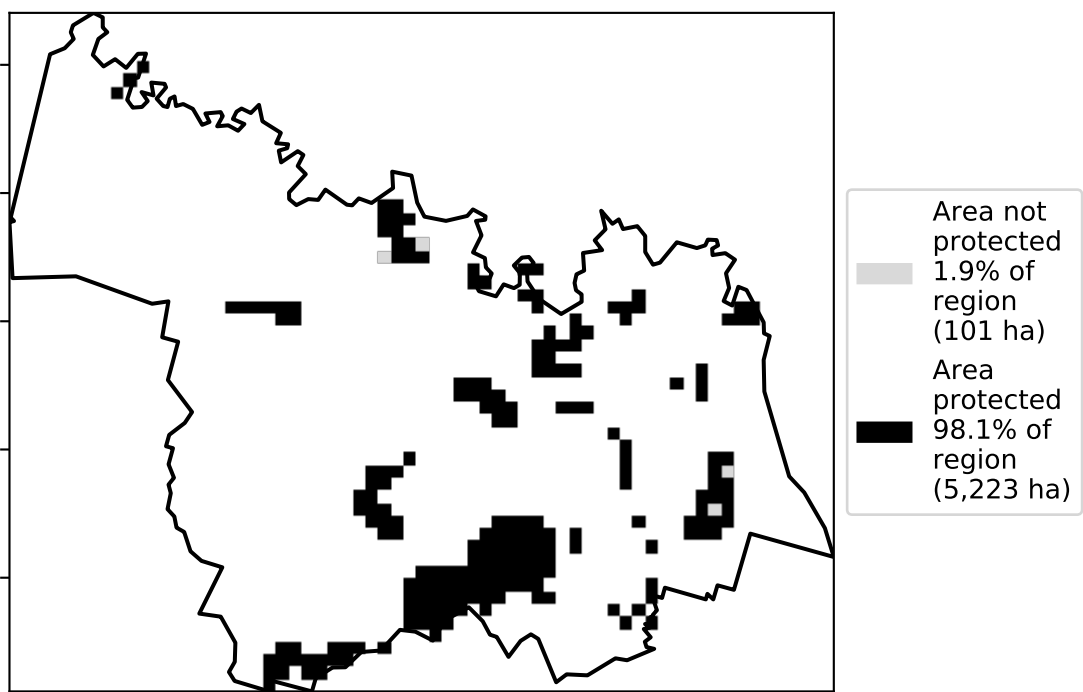 Area not
protected
1.9% of
region
(101 ha)
Area
protected
98.1% of
region
(5,223 ha)